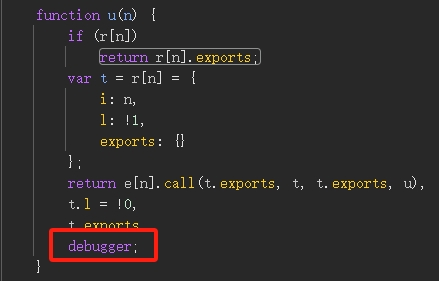 function u(n) {
if (r[n])
return r[n].exports;
var t = r[n] = {
i: n,
l: !1,
exports: {}
};
return e[n].call(t.exports, t, t.exports, u),
t.l = !0,
t.exports
debugger;
}